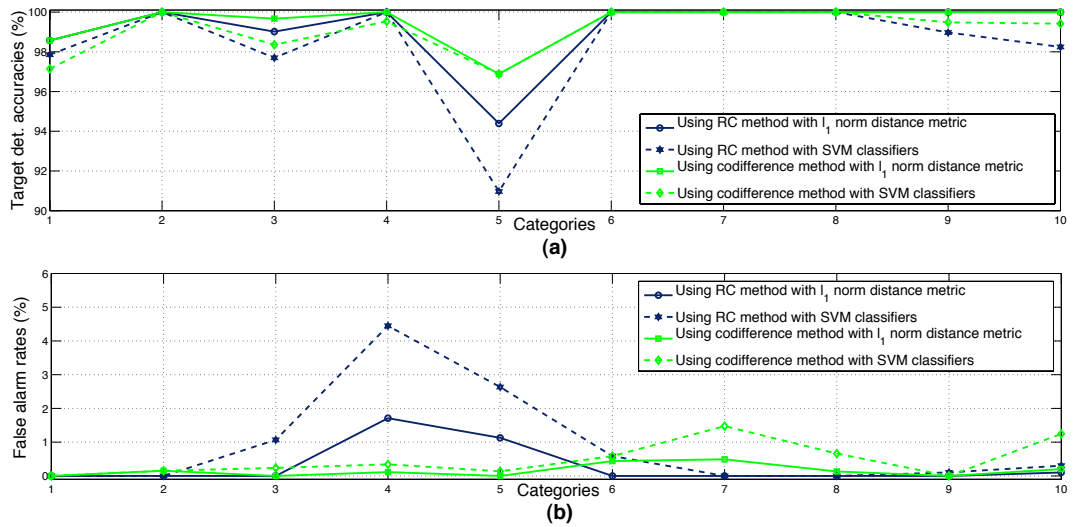 Target det. accuracies (%)
100
98
96
94
92
90
1 2 3 4 5 6 7 8 9 10
Categories
Using RC method with l1 norm distance metric
Using RC method with SVM classifiers
Using codifference method with l1 norm distance metric
Using codifference method with SVM classifiers
(a)
False alarm rates (%)
6
5
4
3
2
1
0
1 2 3 4 5 6 7 8 9 10
Categories
Using RC method with l1 norm distance metric
Using RC method with SVM classifiers
Using codifference method with l1 norm distance metric
Using codifference method with SVM classifiers
(b)